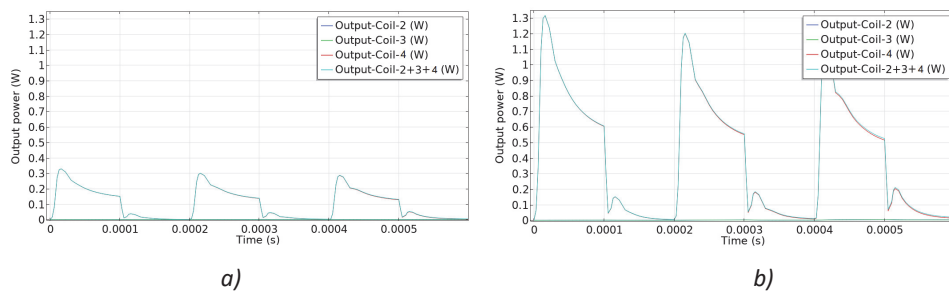 Output-Coil-2 (W)
Output-Coil-3 (W)
Output-Coil-4 (W)
Output-Coil-2+3+4 (W)
Output power (W)
1.3
1.2
1.1
1
0.9
0.8
0.7
0.6
0.5
0.4
0.3
0.2
0.1
0
0 0.0001 0.0002 0.0003 0.0004 0.0005
Time (s)
a)
Output-Coil-2 (W)
Output-Coil-3 (W)
Output-Coil-4 (W)
Output-Coil-2+3+4 (W)
Output power (W)
1.3
1.2
1.1
1
0.9
0.8
0.7
0.6
0.5
0.4
0.3
0.2
0.1
0
0 0.0001 0.0002 0.0003 0.0004 0.0005
Time (s)
b)